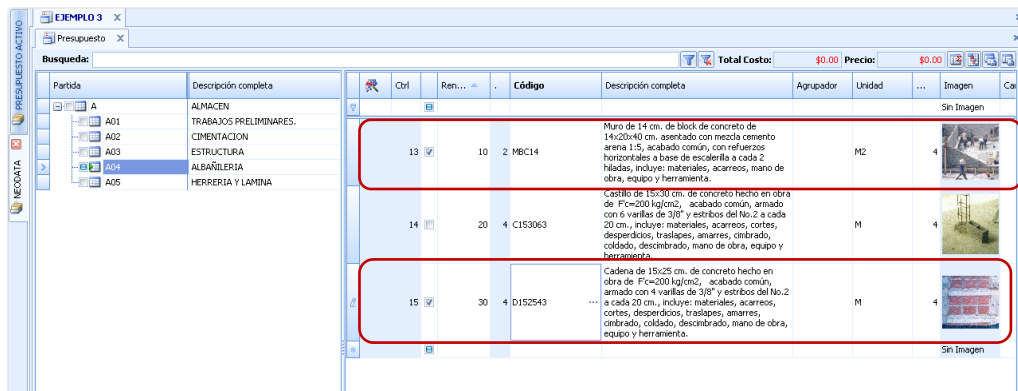 EJEMPLO 3 X
Presupuesto X
PRESUPUESTO ACTIVO
NEODATA
Busqueda: Total Costo: $0.00 Precio: $0.00
Partida Descripción completa
A ALMACEN
A01 TRABAJOS PRELIMINARES.
A02 CIMENTACION
A03 ESTRUCTURA
A04 ALBAÑILERIA
A05 HERRERIA Y LAMINA
Ctrl Ren... . Código Descripción completa Agrupador Unidad ... Imagen Car
Sin Imagen
13 10 2 MBC14 M2 4
Muro de 14 cm. de block de concreto de
14x20x40 cm. asentado con mezcla cemento
arena 1:5, acabado común, con refuerzos
horizontales a base de escalerilla a cada 2
hiladas, incluye: materiales, acarreos, mano de
obra, equipo y herramienta.
14 20 4 C153063 M 4
Castillo de 15x30 cm. de concreto hecho en obra
de F'c=200 kg/cm2, acabado común, armado
con 6 varillas de 3/8" y estribos del No.2 a cada
20 cm., incluye: materiales, acarreos, cortes,
desperdicios, traslapes, amarres, cimbrado,
coldado, descimbrado, mano de obra, equipo y
herramienta.
15 30 4 D152543 ... M 4
Cadena de 15x25 cm. de concreto hecho en
obra de F'c=200 kg/cm2, acabado común,
armado con 4 varillas de 3/8" y estribos del No.2
a cada 20 cm., incluye: materiales, acarreos,
cortes, desperdicios, traslapes, amarres,
cimbrado, coldado, descimbrado, mano de obra,
equipo y herramienta.
Sin Imagen